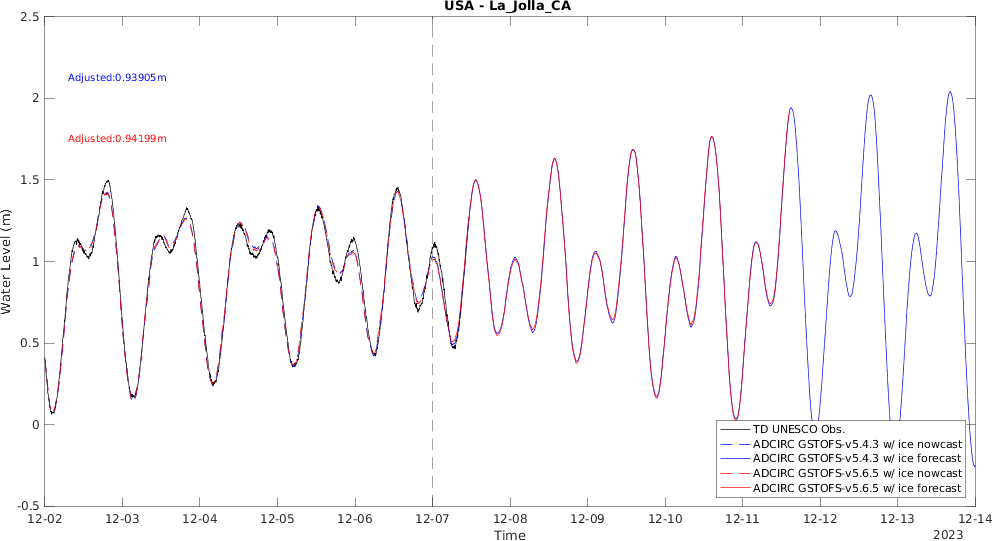 USA - La_Jolla_CA
2.5
2
1.5
1
0.5
0
-0.5
Water Level (m)
Adjusted:0.93905m
Adjusted:0.94199m
TD UNESCO Obs.
ADCIRC GSTOFS-v5.4.3 w/ ice nowcast
ADCIRC GSTOFS-v5.4.3 w/ ice forecast
ADCIRC GSTOFS-v5.6.5 w/ ice nowcast
ADCIRC GSTOFS-v5.6.5 w/ ice forecast
12-02 12-03 12-04 12-05 12-06 12-07 12-08 12-09 12-10 12-11 12-12 12-13 12-14
Time
2023